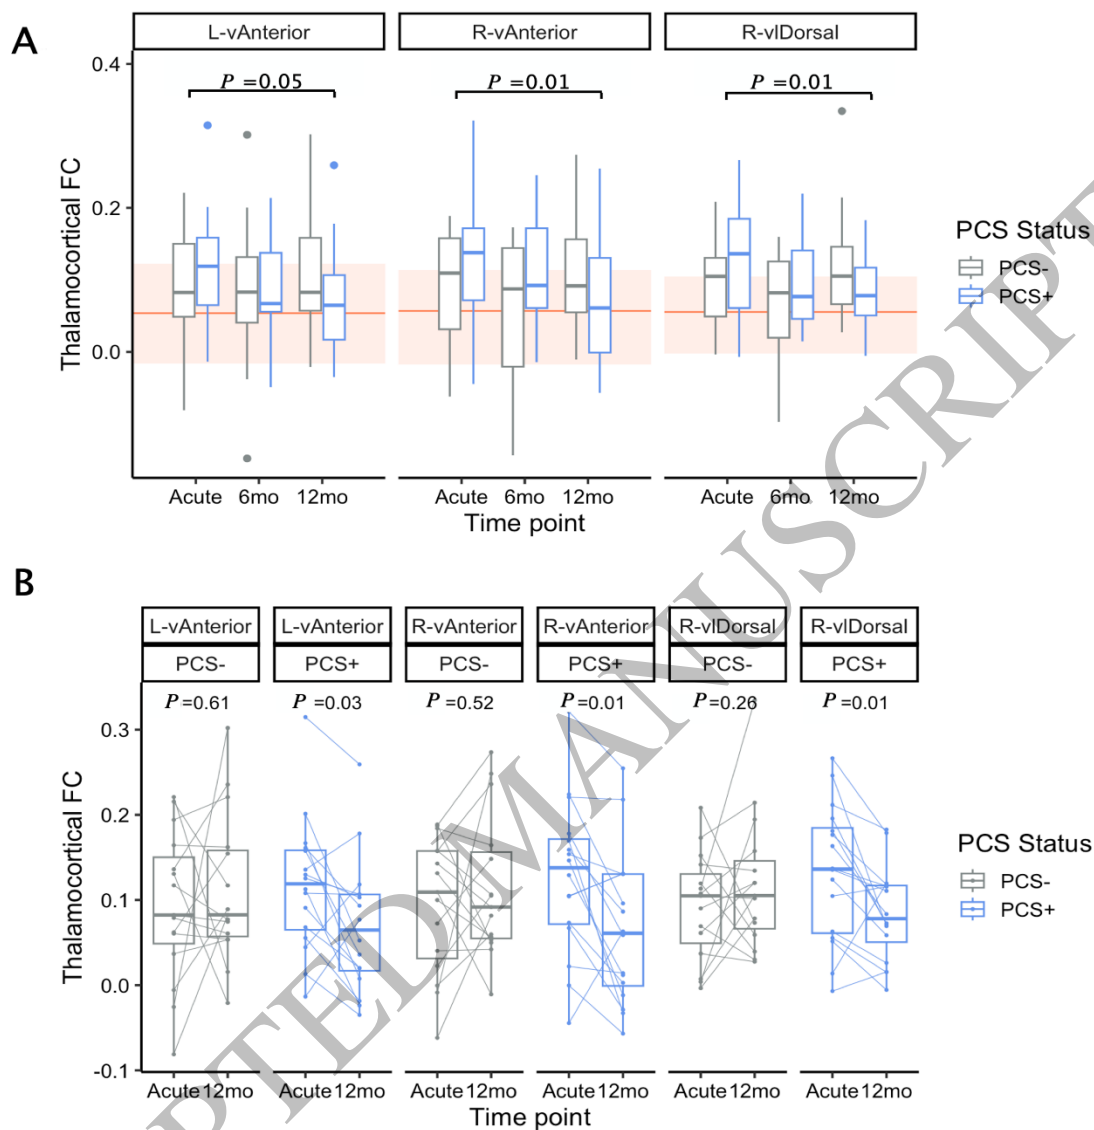 A
L-vAnterior R-vAnterior R-vlDorsal
P =0.05 P =0.01 P =0.01
0.4
0.2
0.0
Thalamocortical FC
Acute 6mo 12mo Acute 6mo 12mo Acute 6mo 12mo
Time point
PCS Status
PCS-
PCS+
B
L-vAnterior L-vAnterior R-vAnterior R-vAnterior R-vlDorsal R-vlDorsal
PCS- PCS+ PCS- PCS+ PCS- PCS+
P =0.61 P =0.03 P =0.52 P =0.01 P =0.26 P =0.01
0.3
0.2
0.1
0.0
-0.1
Thalamocortical FC
Acute 12mo Acute 12mo Acute 12mo Acute 12mo Acute 12mo Acute 12mo
Time point
PCS Status
PCS-
PCS+
PTED MANUSCRIPT